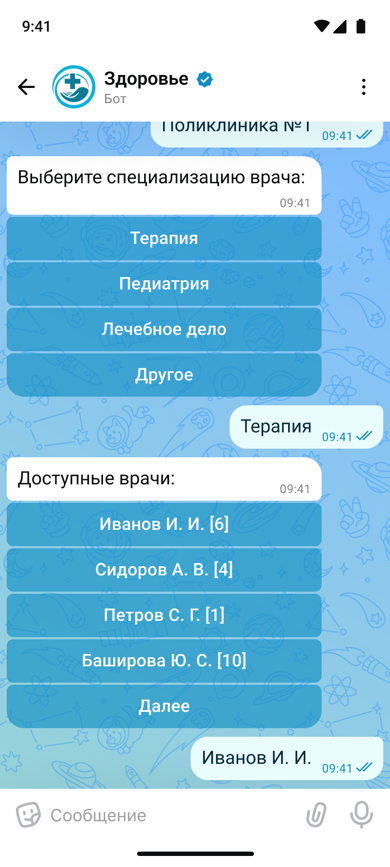 9:41
Здоровье
Бот
Поликлиника №1
09:41
Выберите специализацию врача:
09:41
Терапия
Педиатрия
Лечебное дело
Другое
Терапия
09:41
Доступные врачи:
09:41
Иванов И. И. [6]
Сидоров А. В. [4]
Петров С. Г. [1]
Баширова Ю. С. [10]
Далее
Иванов И. И.
09:41
Сообщение